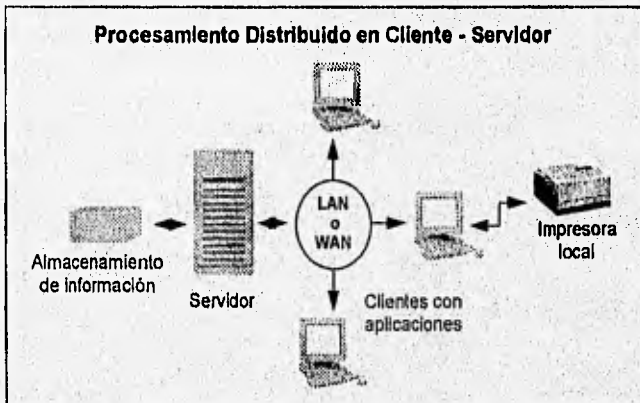 Procesamiento Distribuido en Cliente - Servidor
LAN
o
WAN
Impresora
local
Almacenamiento
de información
Servidor
Clientes con
aplicaciones